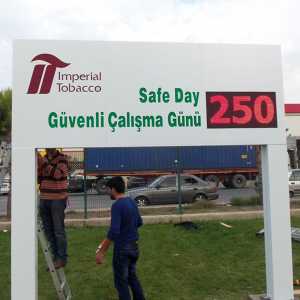 Imperial
Tobacco
Safe Day
Güvenli Çalışma Günü
250